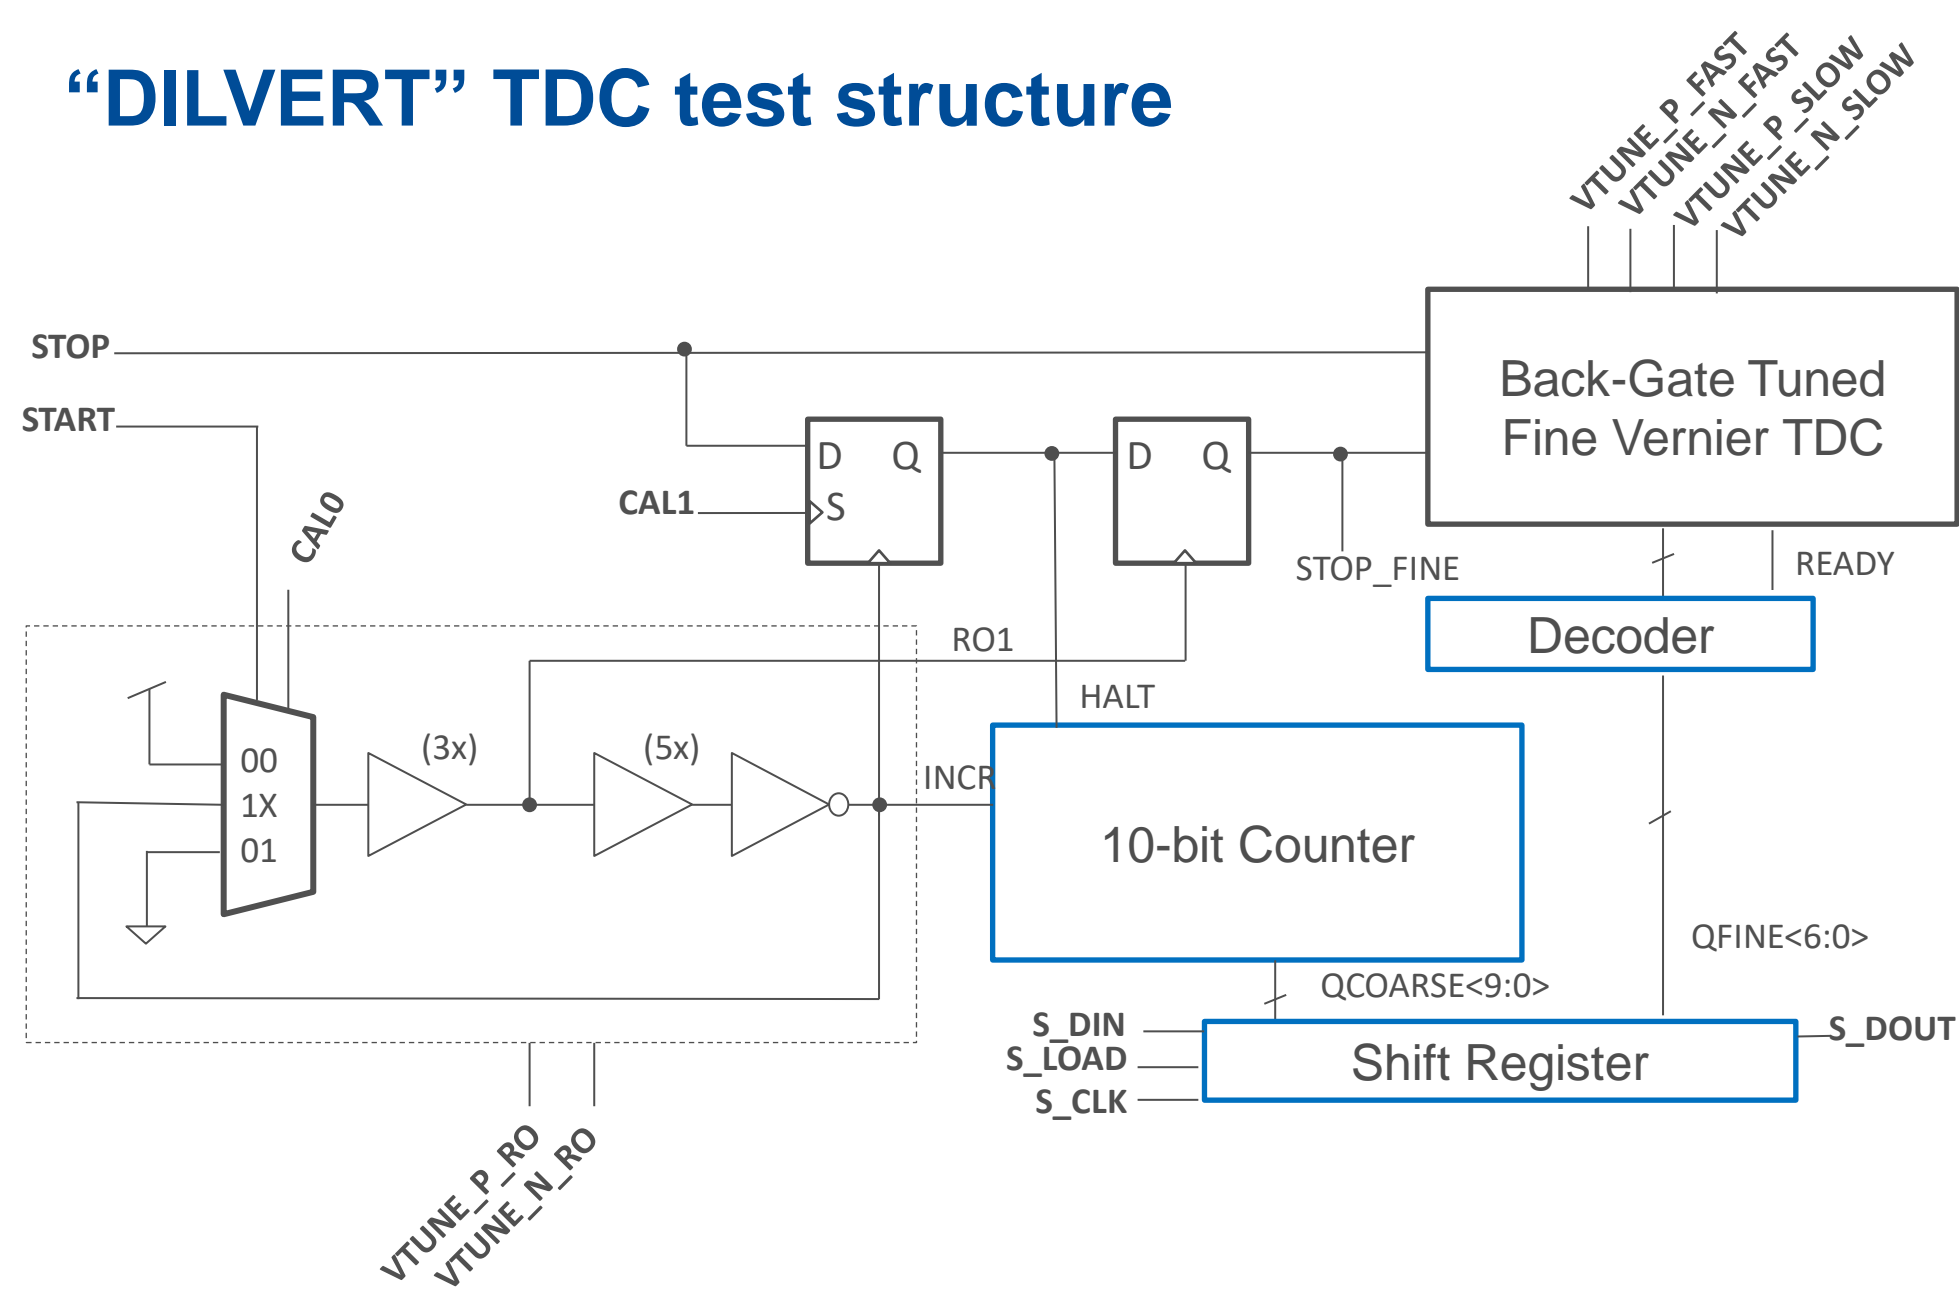 “DILVERT” TDC test structure
VTUNE_P_FAST
VTUNE_N_FAST
VTUNE_P_SLOW
VTUNE_N_SLOW
STOP
START
CAL0
CAL1
D Q
S
D Q
Back-Gate Tuned
Fine Vernier TDC
STOP_FINE
READY
Decoder
RO1
HALT
00
1X
01
(3x)
(5x)
INCR
10-bit Counter
QFINE<6:0>
QCOARSE<9:0>
S_DIN
S_LOAD
S_CLK
Shift Register
S_DOUT
VTUNE_P_RO
VTUNE_N_RO